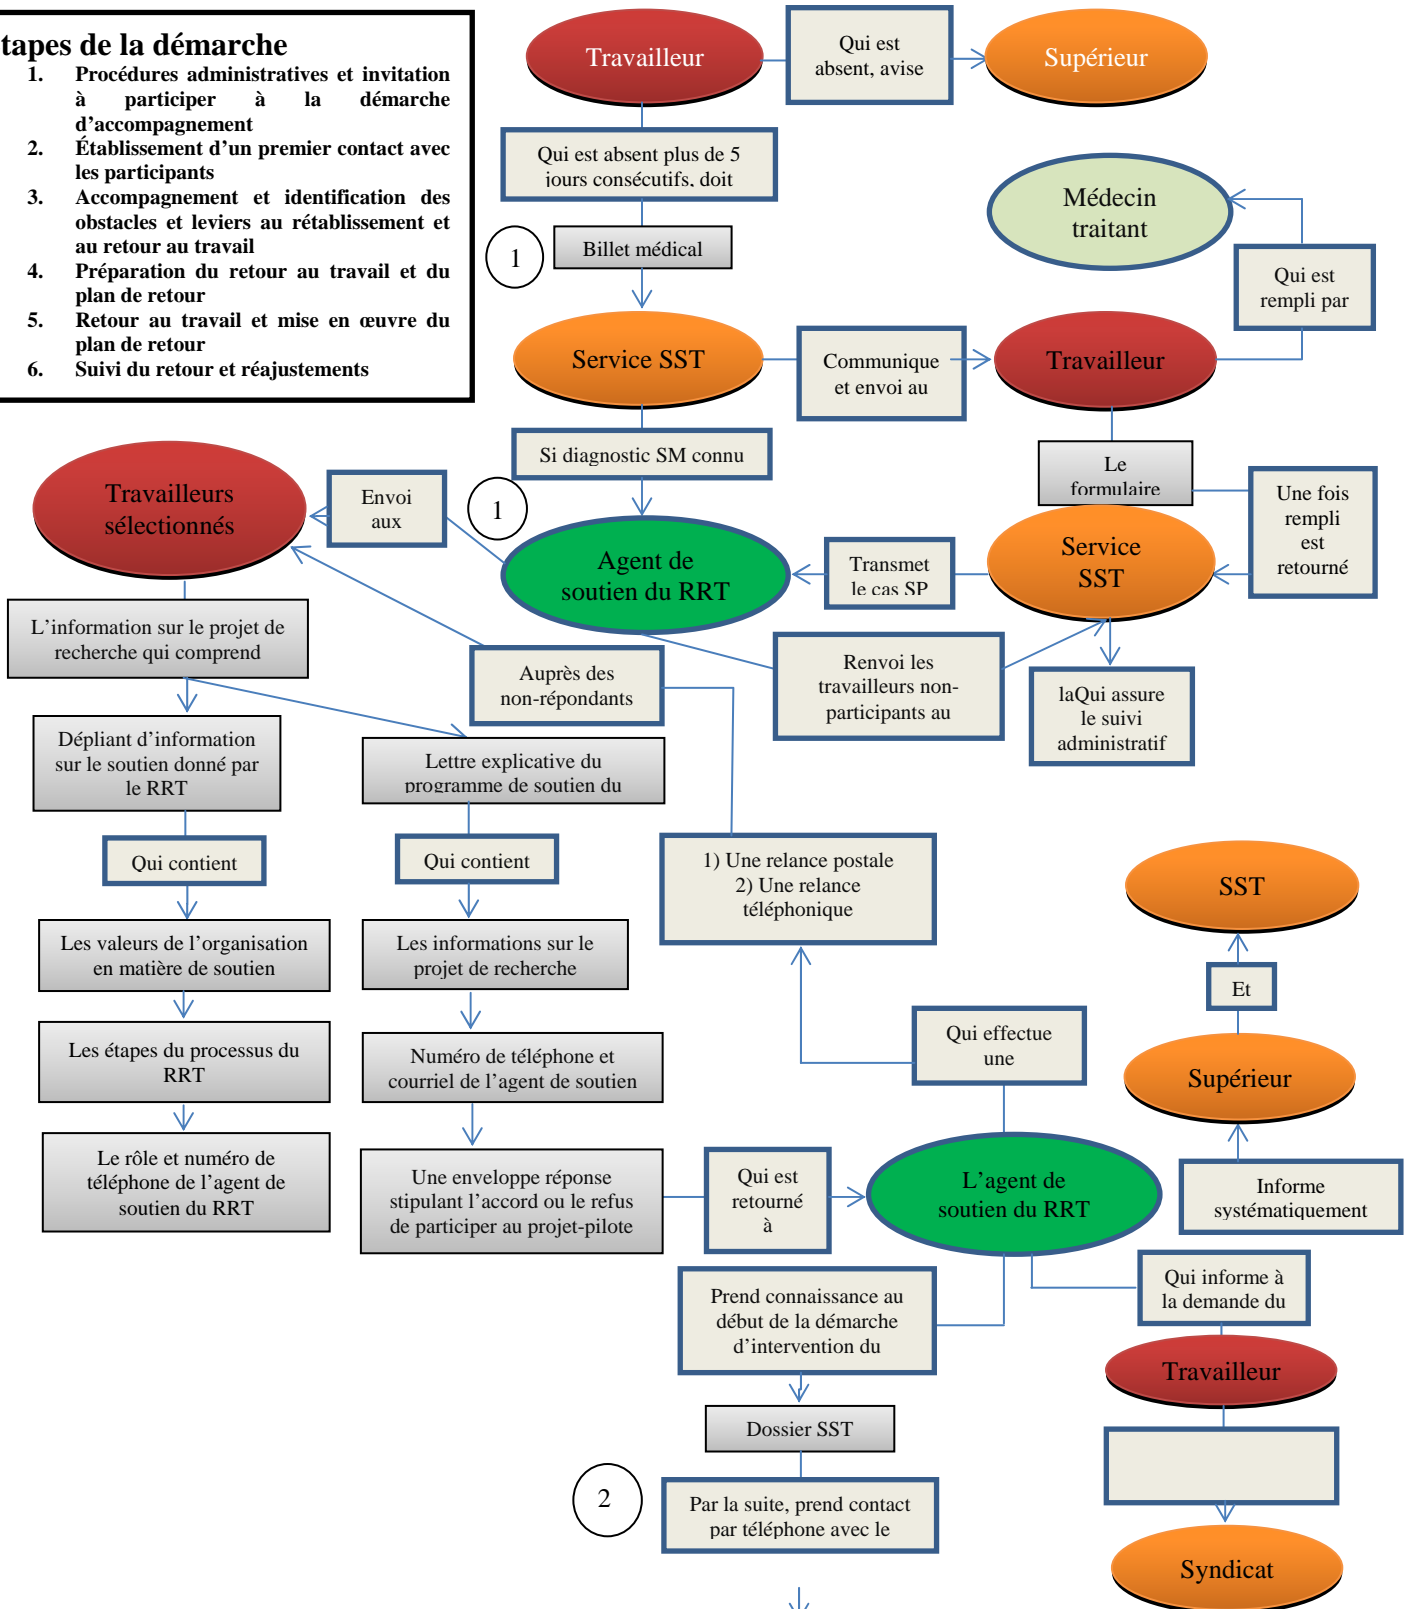 tapes de la démarche
1. Procédures administratives et invitation
à participer à la démarche
d’accompagnement
2. Établissement d’un premier contact avec
les participants
3. Accompagnement et identification des
obstacles et leviers au rétablissement et
au retour au travail
4. Préparation du retour au travail et du
plan de retour
5. Retour au travail et mise en œuvre du
plan de retour
6. Suivi du retour et réajustements
Travailleur
Qui est
absent, avise
Supérieur
Qui est absent plus de 5
jours consécutifs, doit
1
Billet médical
Médecin
traitant
Qui est
rempli par
Service SST
Communique
et envoi au
Travailleur
Si diagnostic SM connu
Le
formulaire
Une fois
rempli
est
retourné
Travailleurs
sélectionnés
Envoi
aux
1
Agent de
soutien du RRT
Transmet
le cas SP
Service
SST
L’information sur le projet de
recherche qui comprend
Auprès des
non-répondants
Renvoi les
travailleurs non-
participants au
laQui assure
le suivi
administratif
Dépliant d’information
sur le soutien donné par
le RRT
Lettre explicative du
programme de soutien du
Qui contient
Qui contient
1) Une relance postale
2) Une relance
téléphonique
SST
Les valeurs de l’organisation
en matière de soutien
Les informations sur le
projet de recherche
Et
Les étapes du processus du
RRT
Numéro de téléphone et
courriel de l’agent de soutien
Qui effectue
une
Supérieur
Le rôle et numéro de
téléphone de l’agent de
soutien du RRT
Une enveloppe réponse
stipulant l’accord ou le refus
de participer au projet-pilote
Qui est
retourné
à
L’agent de
soutien du RRT
Informe
systématiquement
Prend connaissance au
début de la démarche
d’intervention du
Qui informe à
la demande du
Travailleur
Dossier SST
2
Par la suite, prend contact
par téléphone avec le
Syndicat